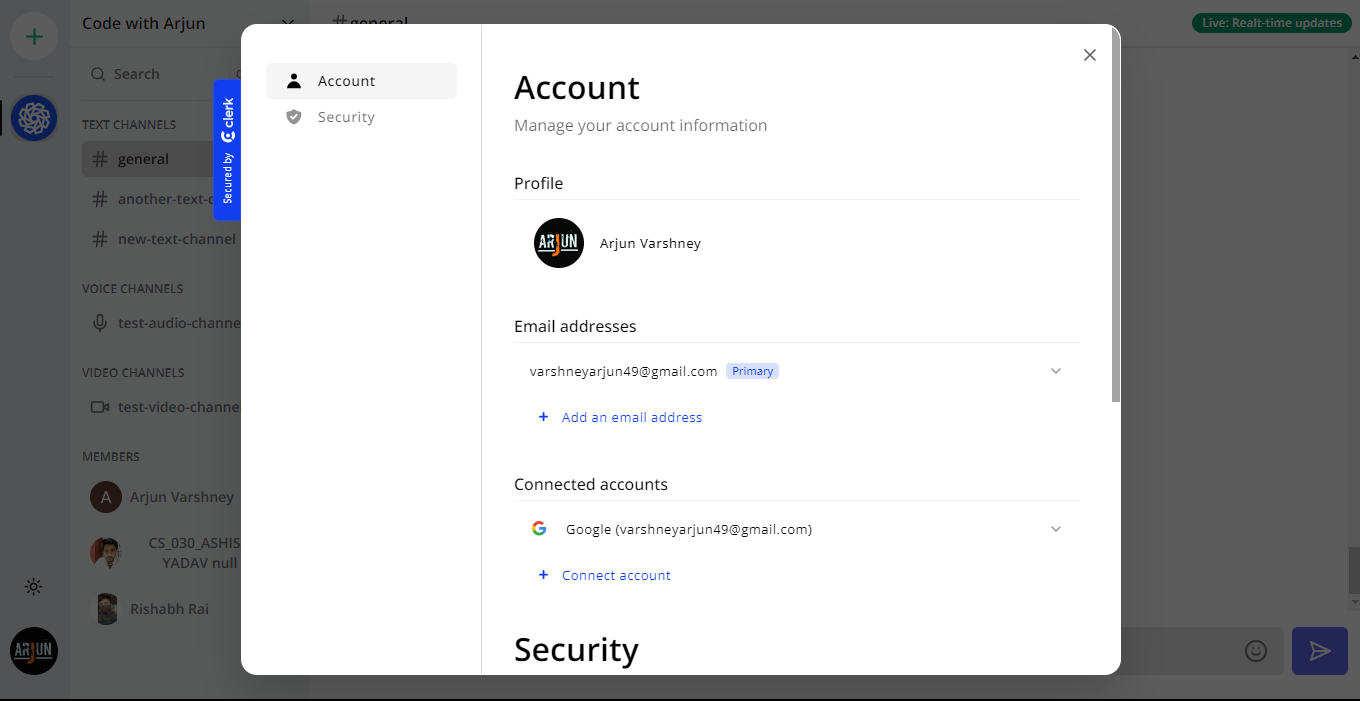 Code with Arjun
#general
Live: Realt-time updates
Search
TEXT CHANNELS
# general
# another-text-c
# new-text-channel
VOICE CHANNELS
test-audio-channe
VIDEO CHANNELS
test-video-channe
MEMBERS
A Arjun Varshney
CS_030_ASHIS
YADAV null
Rishabh Rai
ARJUN
Secured by clerk
Account
Security
Account
Manage your account information
Profile
ARJUN Arjun Varshney
Email addresses
varshneyarjun49@gmail.com Primary
+ Add an email address
Connected accounts
G Google (varshneyarjun49@gmail.com)
+ Connect account
Security